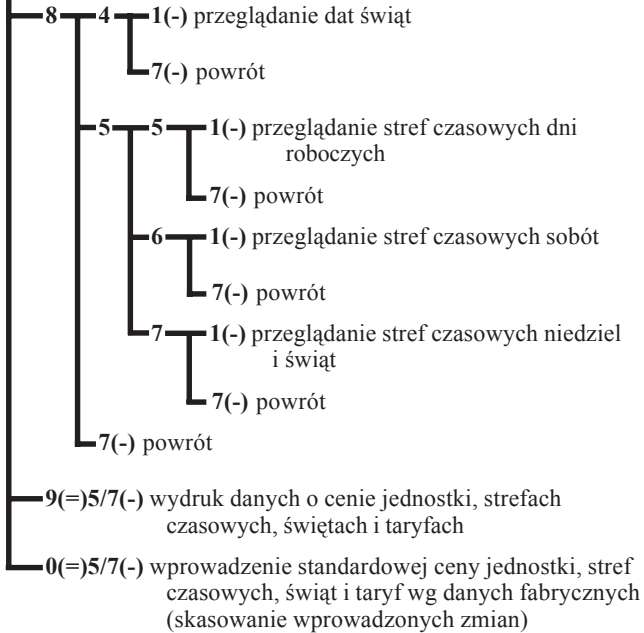 8 4 1(-) przeglądanie dat świąt
7(-) powrót
5 5 1(-) przeglądanie stref czasowych dni
roboczych
7(-) powrót
6 1(-) przeglądanie stref czasowych sobót
7(-) powrót
7 1(-) przeglądanie stref czasowych niedziel
i świąt
7(-) powrót
7(-) powrót
9(=)5/7(-) wydruk danych o cenie jednostki, strefach
czasowych, świętach i taryfach
0(=)5/7(-) wprowadzenie standardowej ceny jednostki, stref
czasowych, świąt i taryf wg danych fabrycznych
(skasowanie wprowadzonych zmian)